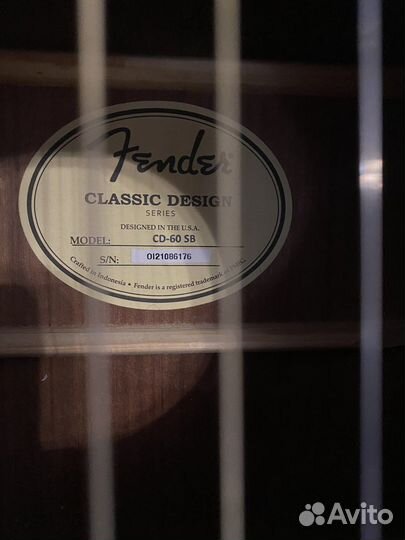 Fender
CLASSIC DESIGN
SERIES
DESIGNED IN THE U.S.A.
MODEL: CD-60 SB
S/N: OI21086176
Crafted in Indonesia • Fender is a registered trademark of FMIC.
Avito